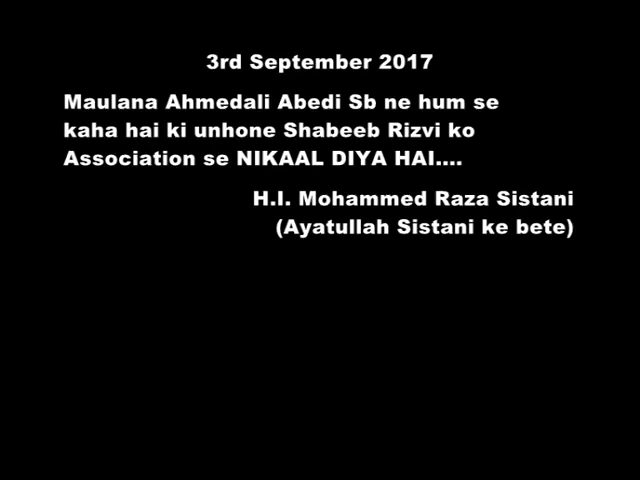 3rd September 2017
Maulana Ahmedali Abedi Sb ne hum se
kaha hai ki unhone Shabeeb Rizvi ko
Association se NIKAAL DIYA HAI....
H.I. Mohammed Raza Sistani
(Ayatullah Sistani ke bete)